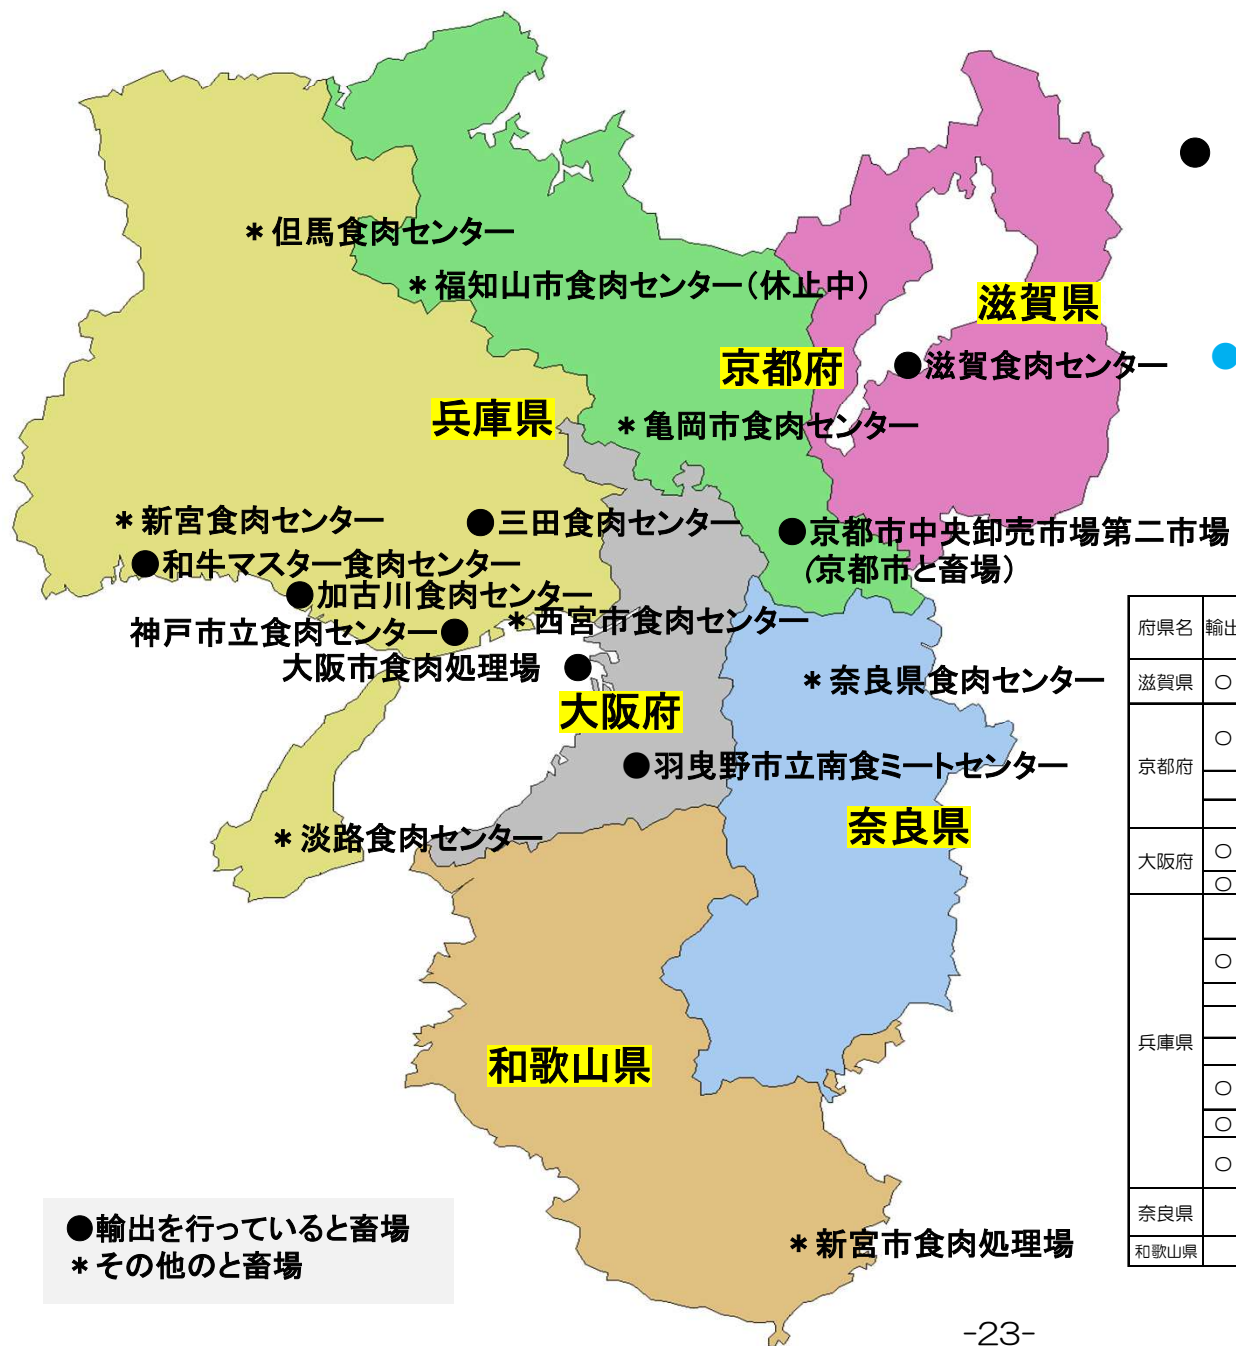 *但馬食肉センター
*福知山市食肉センター(休止中)
滋賀県
京都府
●滋賀食肉センター
兵庫県
*亀岡市食肉センター
*新宮食肉センター
●三田食肉センター
●京都市中央卸売市場第二市場
(京都市と畜場)
●和牛マスター食肉センター
●加古川食肉センター
*西宮市食肉センター
神戸市立食肉センター●
大阪市食肉処理場 ●
*奈良県食肉センター
大阪府
●羽曳野市立南食ミートセンター
奈良県
*淡路食肉センター
和歌山県
*新宮市食肉処理場
●輸出を行っていると畜場
*その他のと畜場
府県名 輸出
滋賀県 ○
京都府 ○
大阪府 ○
○
兵庫県 ○
○
○
○
奈良県
和歌山県
-23-